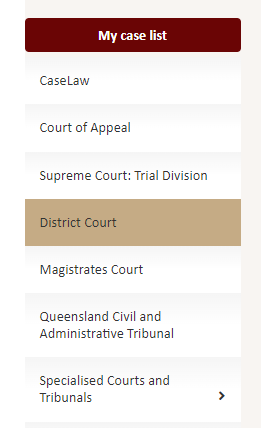 My case list
CaseLaw
Court of Appeal
Supreme Court: Trial Division
District Court
Magistrates Court
Queensland Civil and
Administrative Tribunal
Specialised Courts and
Tribunals